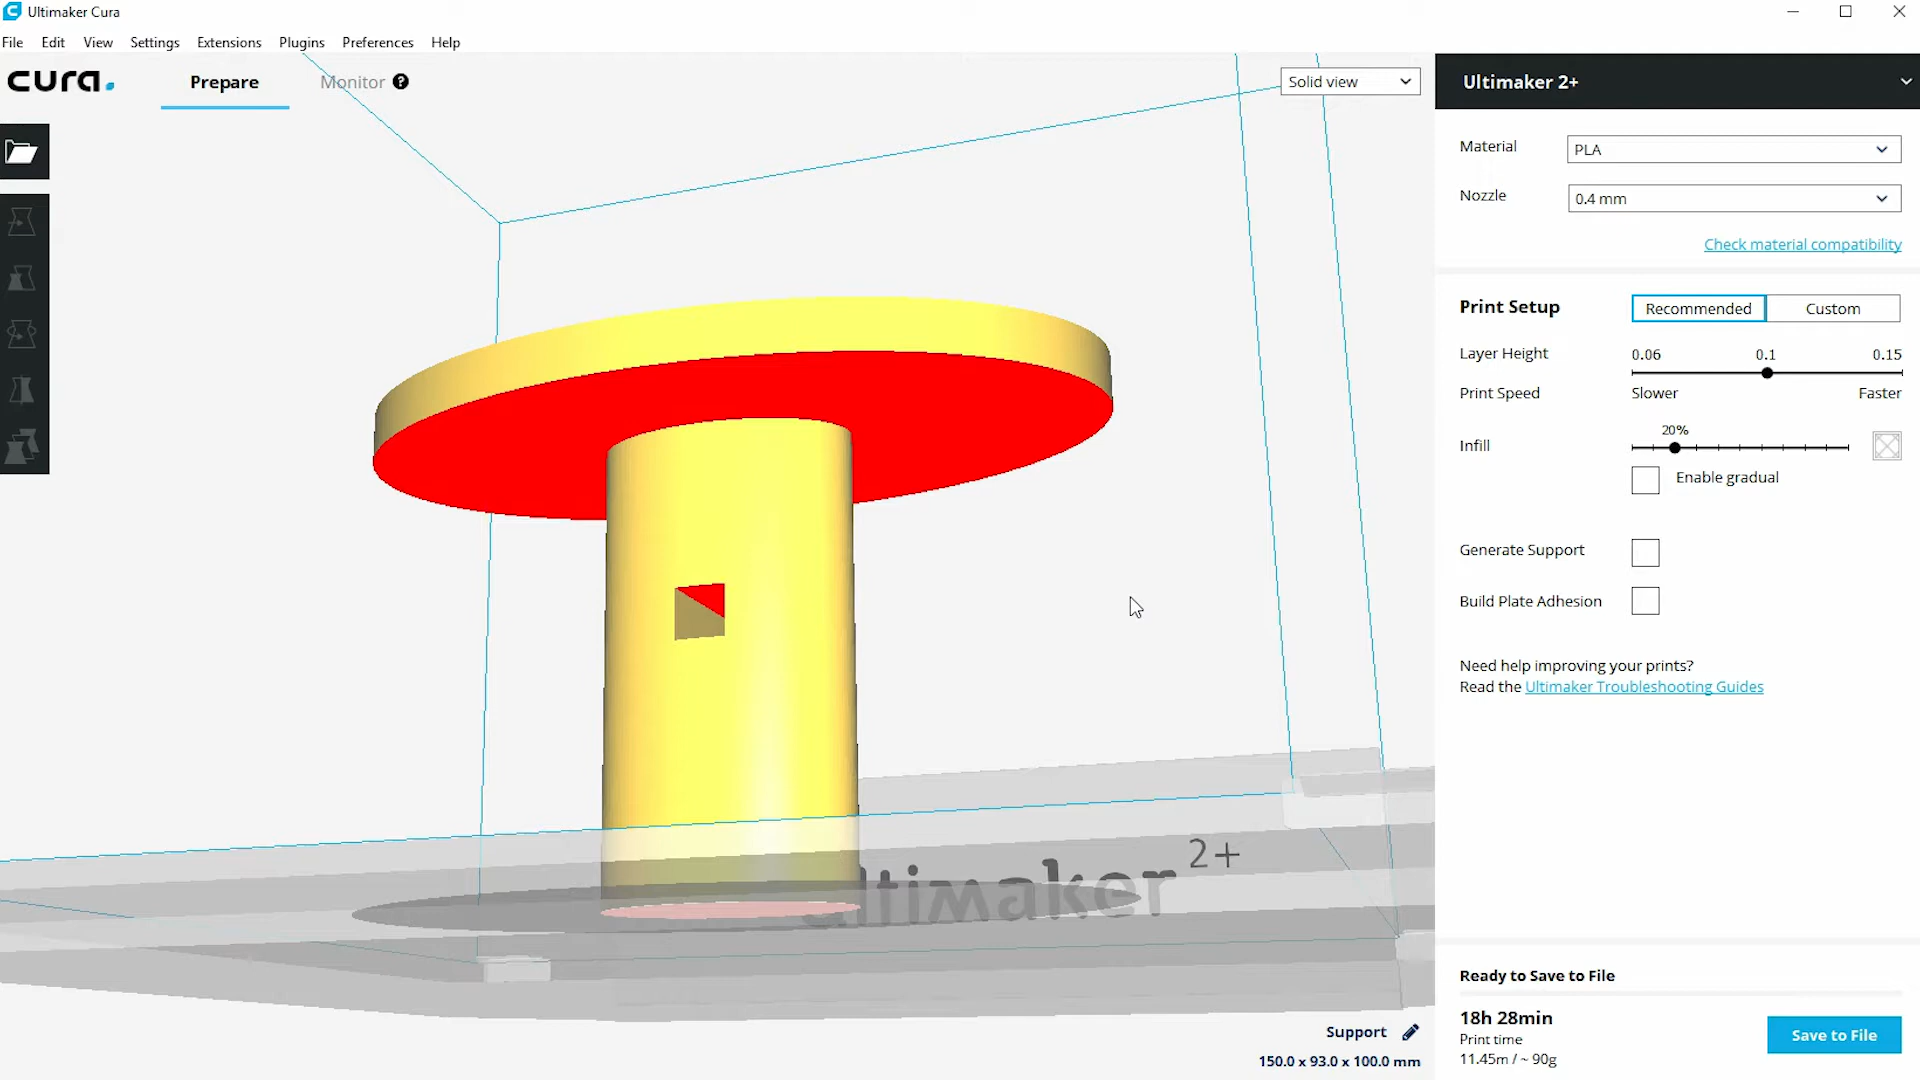 Ultimaker Cura
File Edit View Settings Extensions Plugins Preferences Help
cura. Prepare Monitor ?
Solid view
Ultimaker 2+
Material PLA
Nozzle 0.4 mm
Check material compatibility
Print Setup Recommended Custom
Layer Height 0.06 0.1 0.15
Print Speed Slower Faster
20%
Infill
Enable gradual
Generate Support
Build Plate Adhesion
Need help improving your prints?
Read the Ultimaker Troubleshooting Guides
Ultimaker 2+
Support
150.0 x 93.0 x 100.0 mm
Ready to Save to File
18h 28min
Print time
11.45m / ~ 90g
Save to File